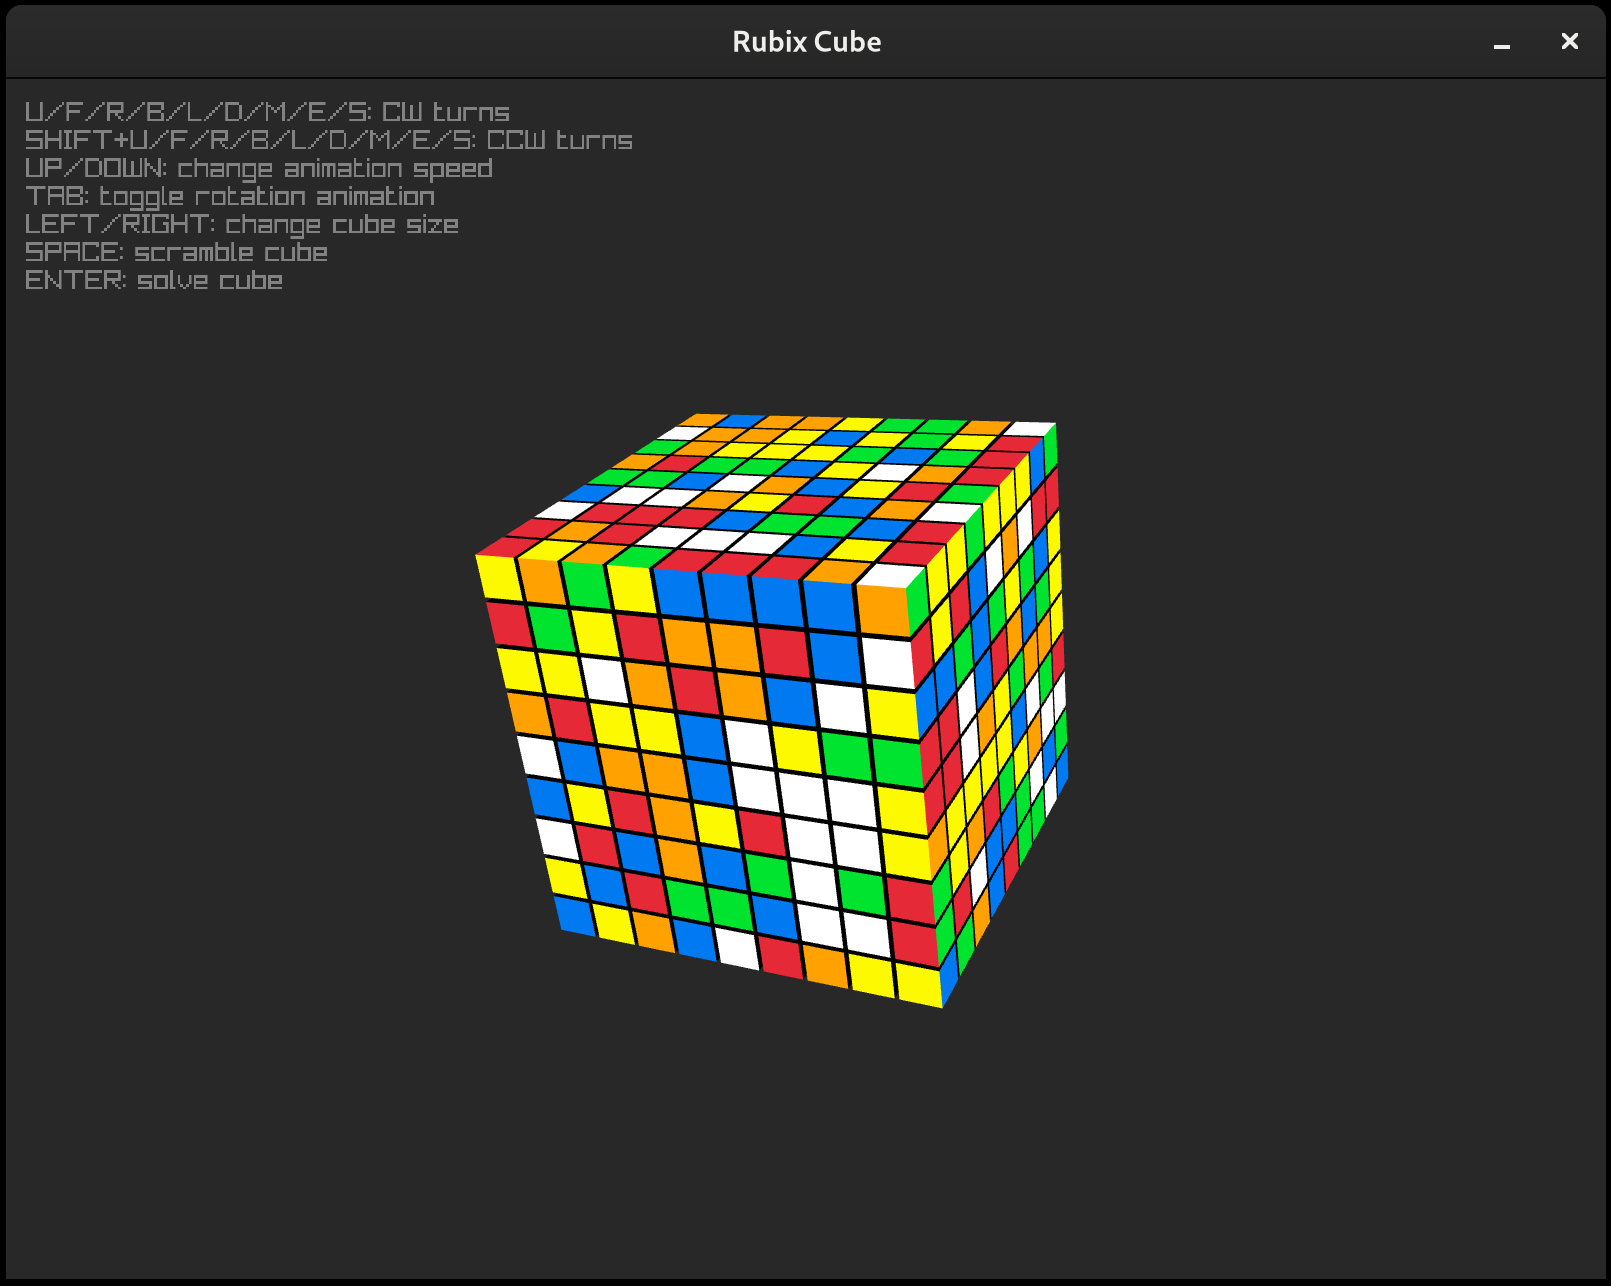 Rubix Cube
U/F/R/B/L/D/M/E/S: CW turns
SHIFT+U/F/R/B/L/D/M/E/S: CCW turns
UP/DOWN: change animation speed
TAB: toggle rotation animation
LEFT/RIGHT: change cube size
SPACE: scramble cube
ENTER: solve cube